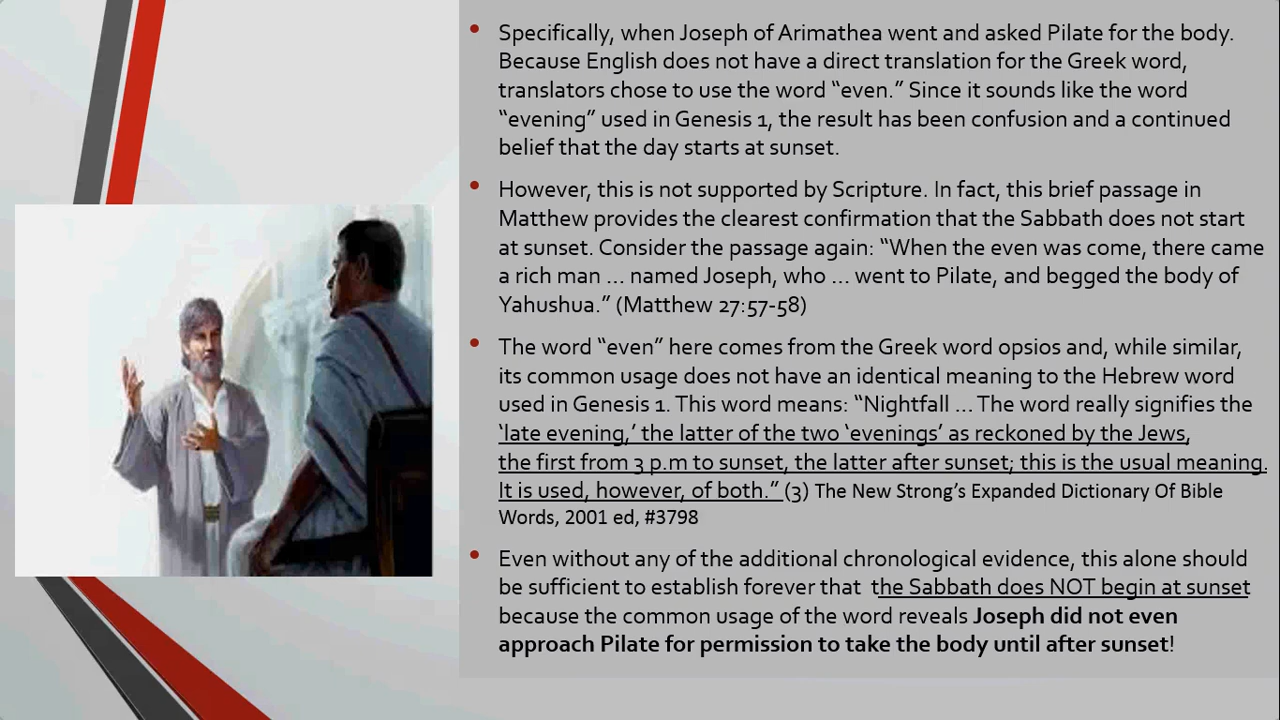 Specifically, when Joseph of Arimathea went and asked Pilate for the body.
Because English does not have a direct translation for the Greek word,
translators chose to use the word “even.” Since it sounds like the word
“evening” used in Genesis 1, the result has been confusion and a continued
belief that the day starts at sunset.
However, this is not supported by Scripture. In fact, this brief passage in
Matthew provides the clearest confirmation that the Sabbath does not start
at sunset. Consider the passage again: “When the even was come, there came
a rich man ... named Joseph, who ... went to Pilate, and begged the body of
Yahushua.” (Matthew 27:57-58)
The word “even” here comes from the Greek word opsios and, while similar,
its common usage does not have an identical meaning to the Hebrew word
used in Genesis 1. This word means: “Nightfall ... The word really signifies the
‘late evening,’ the latter of the two ‘evenings’ as reckoned by the Jews,
the first from 3 p.m to sunset, the latter after sunset; this is the usual meaning.
It is used, however, of both.” (3) The New Strong’s Expanded Dictionary Of Bible
Words, 2001 ed, #3798
Even without any of the additional chronological evidence, this alone should
be sufficient to establish forever that the Sabbath does NOT begin at sunset
because the common usage of the word reveals Joseph did not even
approach Pilate for permission to take the body until after sunset!